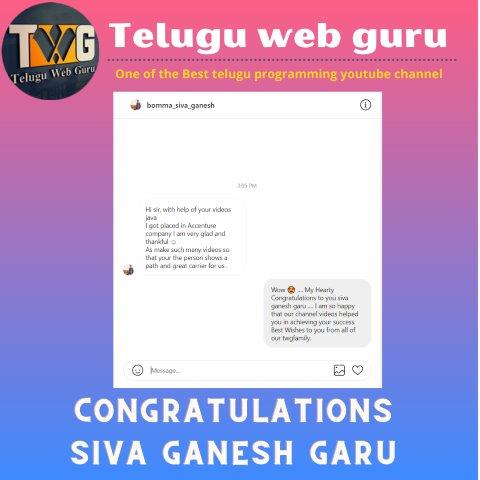 TWG
Telugu Web Guru
Telugu web guru
One of the Best telugu programming youtube channel
bomma_siva_ganesh
3:05 PM
Hi sir, with help of your videos
java
I got placed in Accenture
company I am very glad and
thankful ☺
As make such many videos so
that your the person shows a
path and great carrier for us .
Wow 😍 .... My Hearty
Congratulations to you siva
ganesh garu .... I am so happy
that our channel videos helped
you in achieving your success.
Best Wishes to you from all of
our twgfamily.
Message...
CONGRATULATIONS
SIVA GANESH GARU